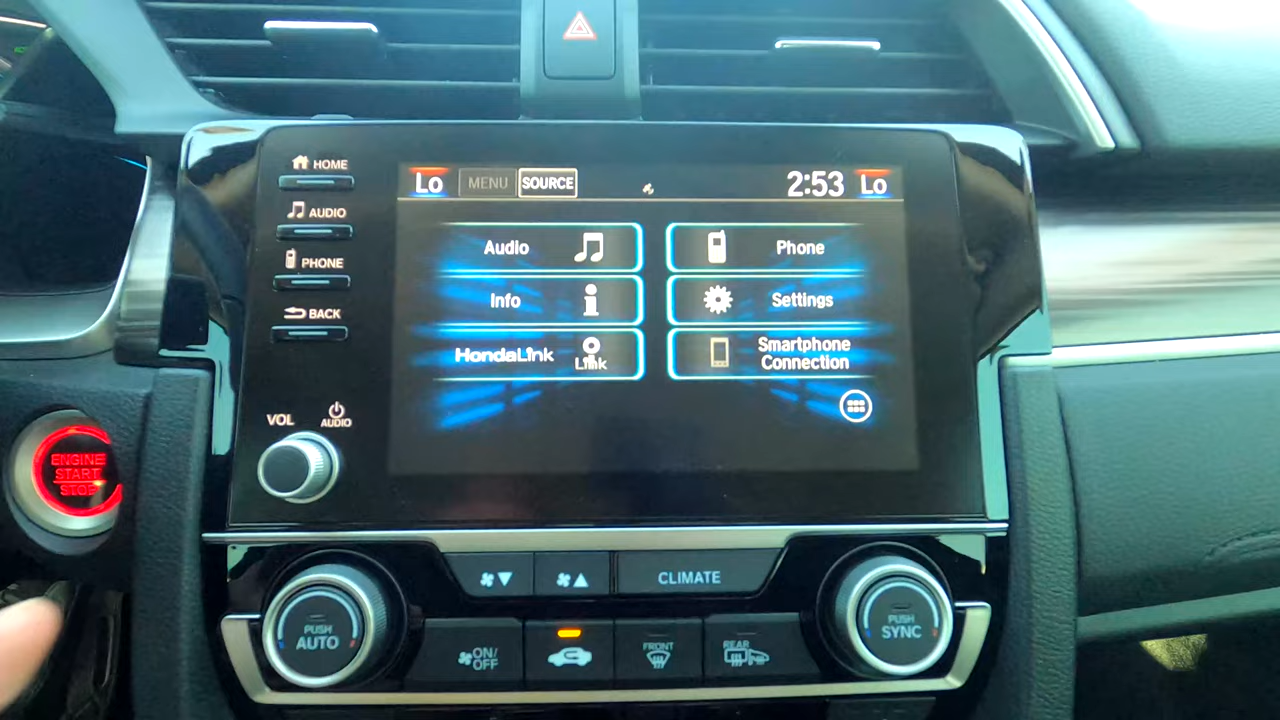 HOME
AUDIO
PHONE
BACK
VOL
AUDIO
Lo
MENU
SOURCE
2:53
Lo
Audio
Phone
Info
Settings
HondaLink
Link
Smartphone
Connection
ENGINE
START
STOP
CLIMATE
PUSH
AUTO
ON/
OFF
FRONT
REAR
PUSH
SYNC